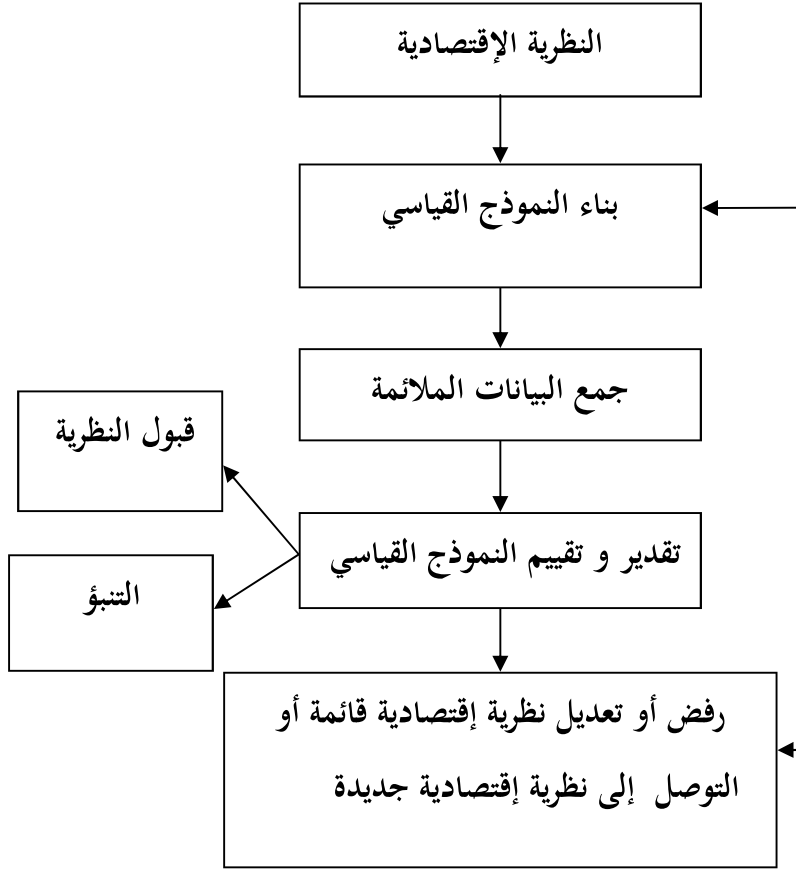 النظرية الإقتصادية
بناء النموذج القياسي
جمع البيانات الملائمة
قبول النظرية
تقدير و تقييم النموذج القياسي
التنبؤ
رفض أو تعديل نظرية إقتصادية قائمة أو
التوصل إلى نظرية إقتصادية جديدة